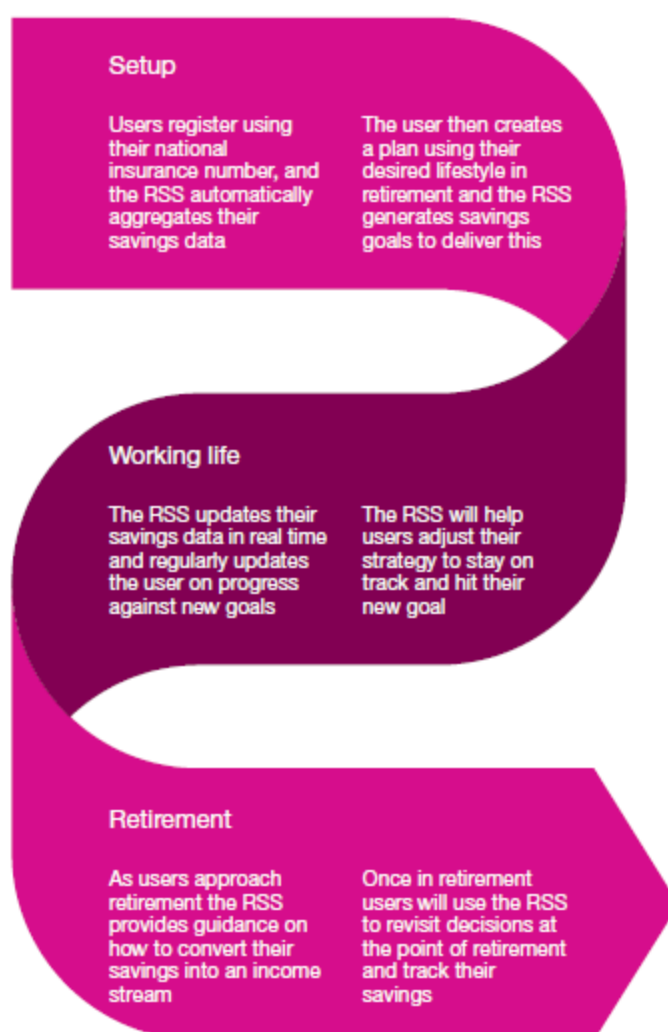 Setup
Users register using
their national
insurance number, and
the RSS automatically
aggregates their
savings data
The user then creates
a plan using their
desired lifestyle in
retirement and the RSS
generates savings
goals to deliver this
Working life
The RSS updates their
savings data in real time
and regularly updates
the user on progress
against new goals
The RSS will help
users adjust their
strategy to stay on
track and hit their
new goal
Retirement
As users approach
retirement the RSS
provides guidance on
how to convert their
savings into an income
stream
Once in retirement
users will use the RSS
to revisit decisions at
the point of retirement
and track their
savings